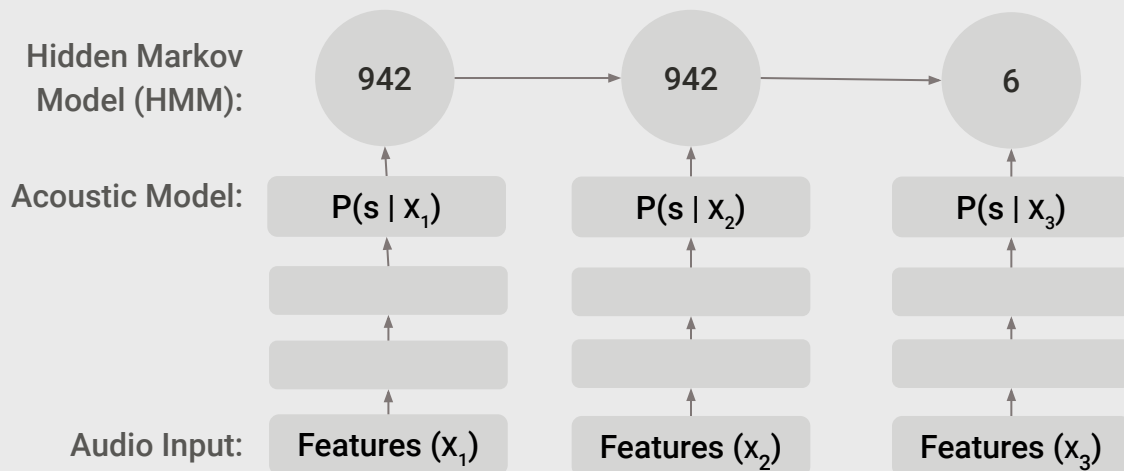 Hidden Markov
Model (HMM):
942
942
6
Acoustic Model:
P(s | x₁)
P(s | x₂)
P(s | x₃)
Audio Input:
Features (x₁)
Features (x₂)
Features (x₃)